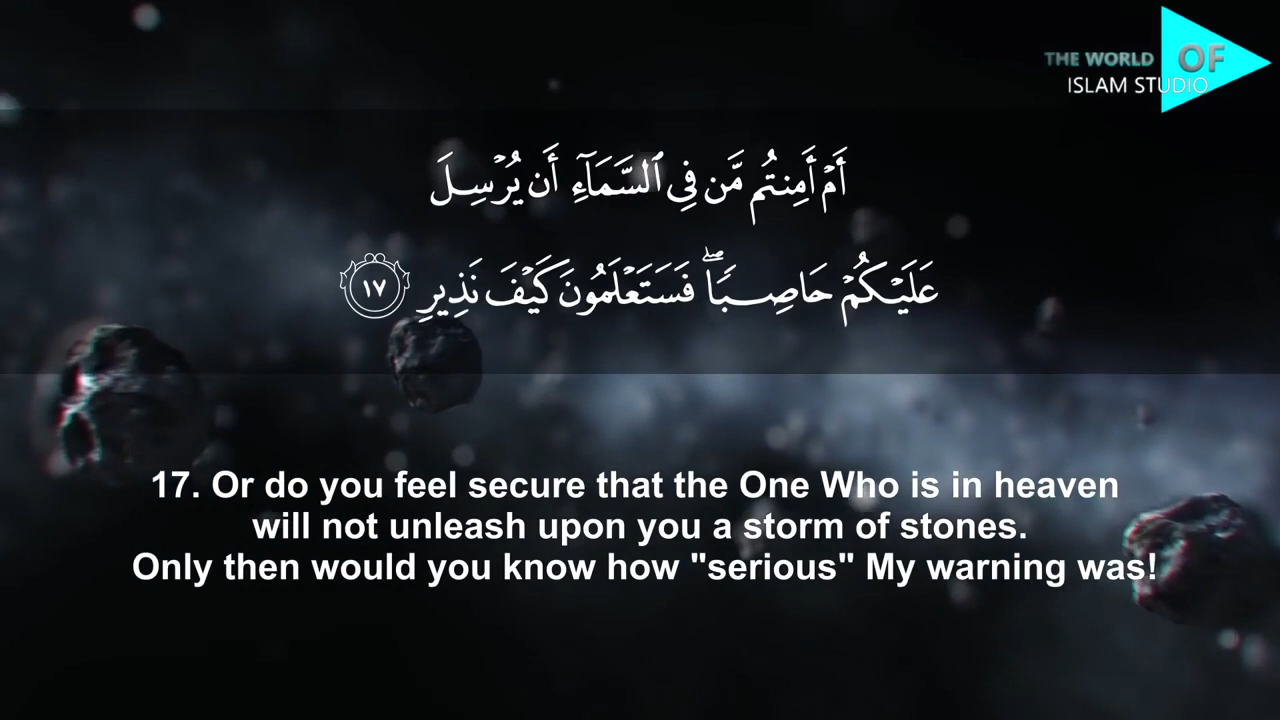 THE WORLD OF
ISLAM STUDIO
أَمۡ أَمِنتُم مَّن فِي ٱلسَّمَآءِ أَن يُرۡسِلَ
عَلَيۡكُمۡ حَاصِبٗاۖ فَسَتَعۡلَمُونَ كَيۡفَ نَذِيرِ ١٧
17. Or do you feel secure that the One Who is in heaven
will not unleash upon you a storm of stones.
Only then would you know how "serious" My warning was!